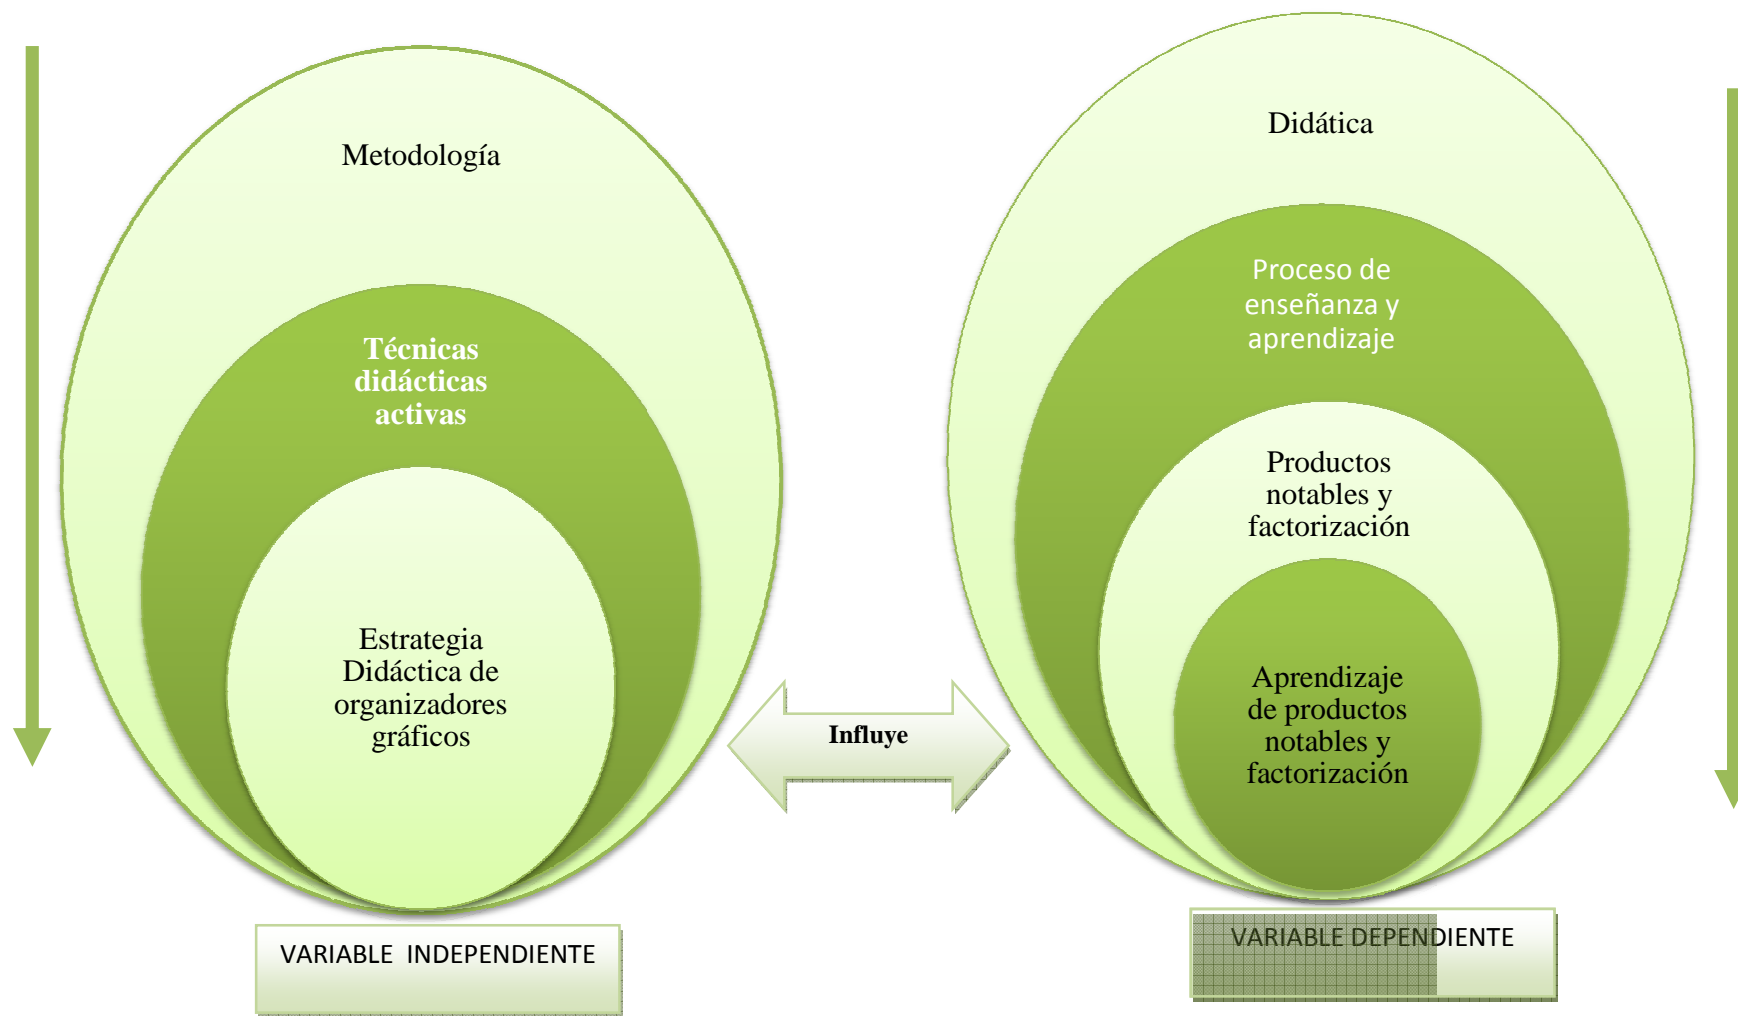 Metodología
Técnicas
didácticas
activas
Estrategia
Didáctica de
organizadores
gráficos
VARIABLE  INDEPENDIENTE
Influye
Didática
Proceso de
enseñanza y
aprendizaje
Productos
notables y
factorización
Aprendizaje
de productos
notables y
factorización
VARIABLE DEPENDIENTE